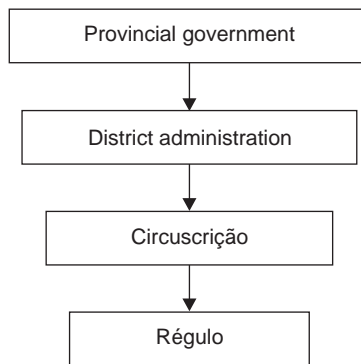 Provincial government
District administration
Circuscrição
Régulo